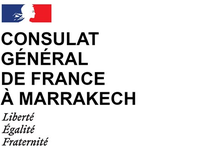 CONSULAT
GÉNÉRAL
DE FRANCE
À MARRAKECH
Liberté
Égalité
Fraternité